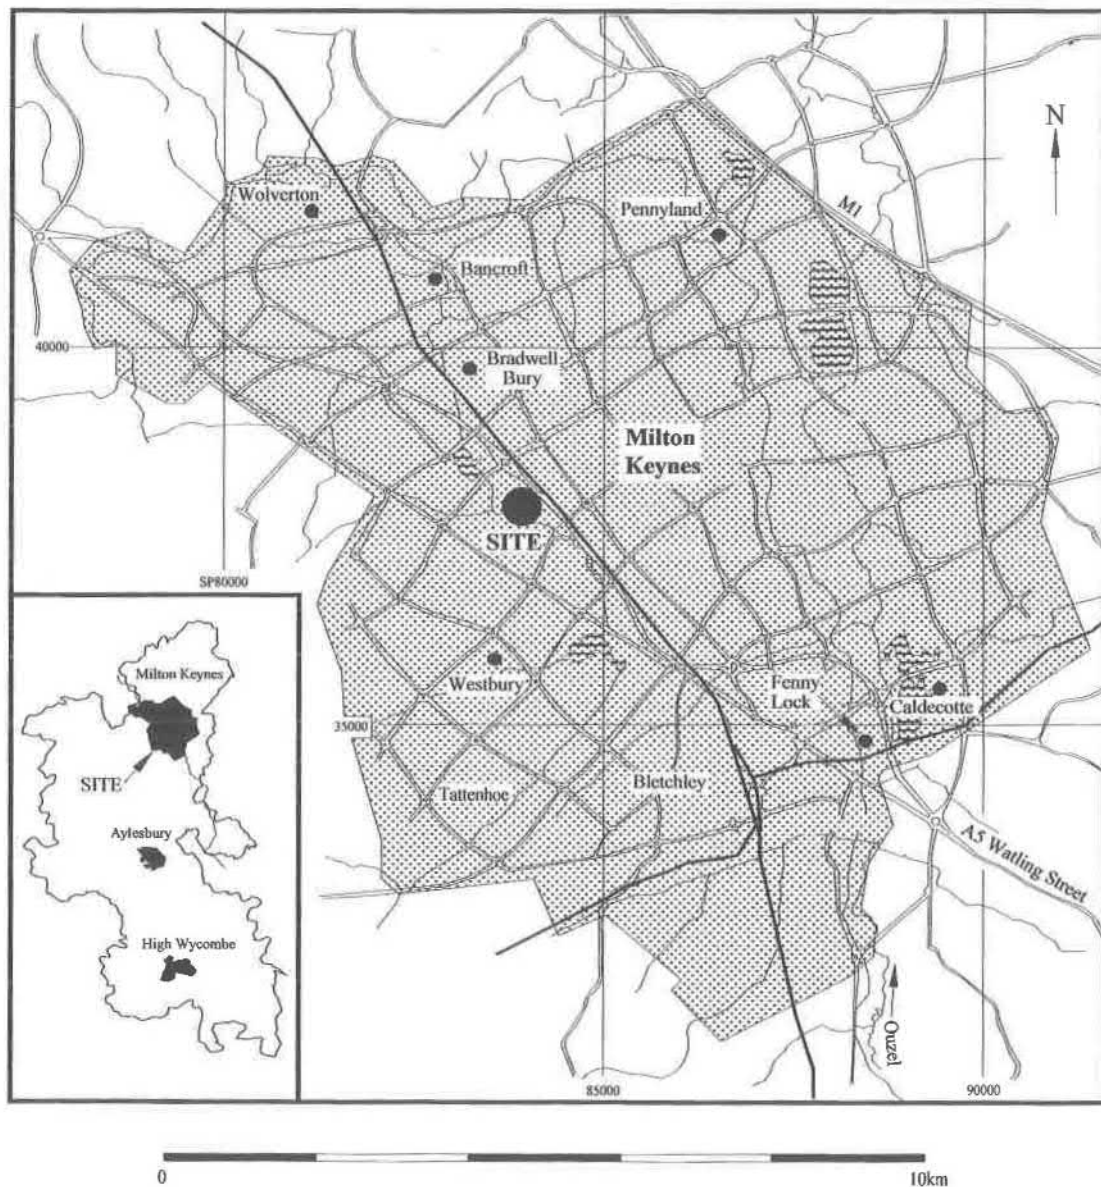 N
Wolverton
Pennyland
M1
Bancroft
40000
Bradwell
Bury
Milton
Keynes
SITE
SP80000
Milton Keynes
SITE
Aylesbury
High Wycombe
Westbury
Fenny
Lock
Caldecotte
35000
Tattenhoe
Bletchley
A5 Watling Street
Ouzel
85000
90000
0
10km